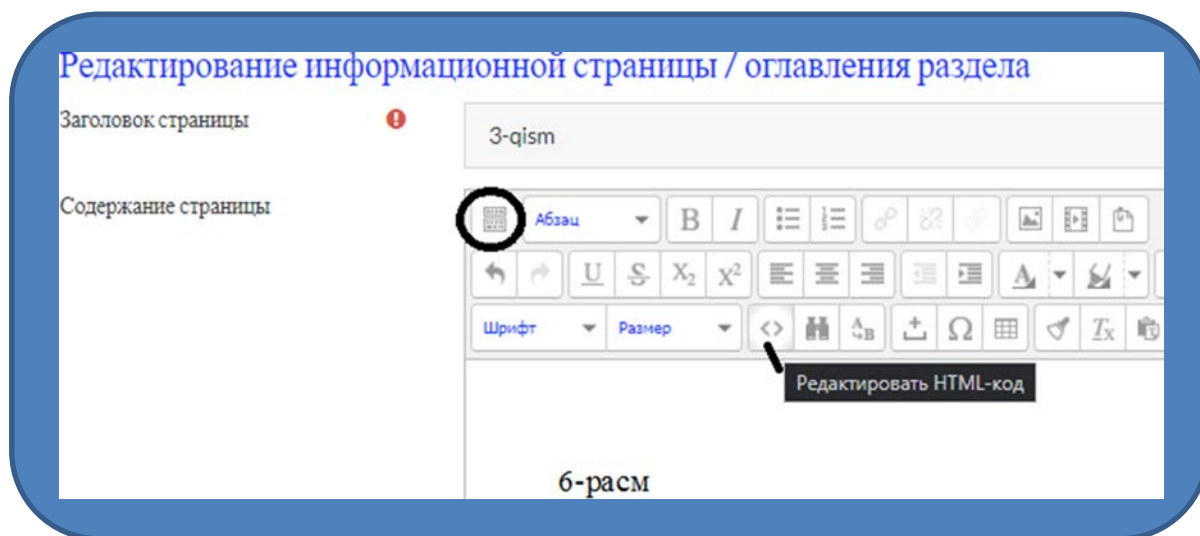 Редактирование информационной страницы / оглавления раздела
Заголовок страницы
3-qism
Содержание страницы
Абзац B I
U S X2 X²
Шрифт Размер <> A B Ω Tx
Редактировать HTML-код
6-расм